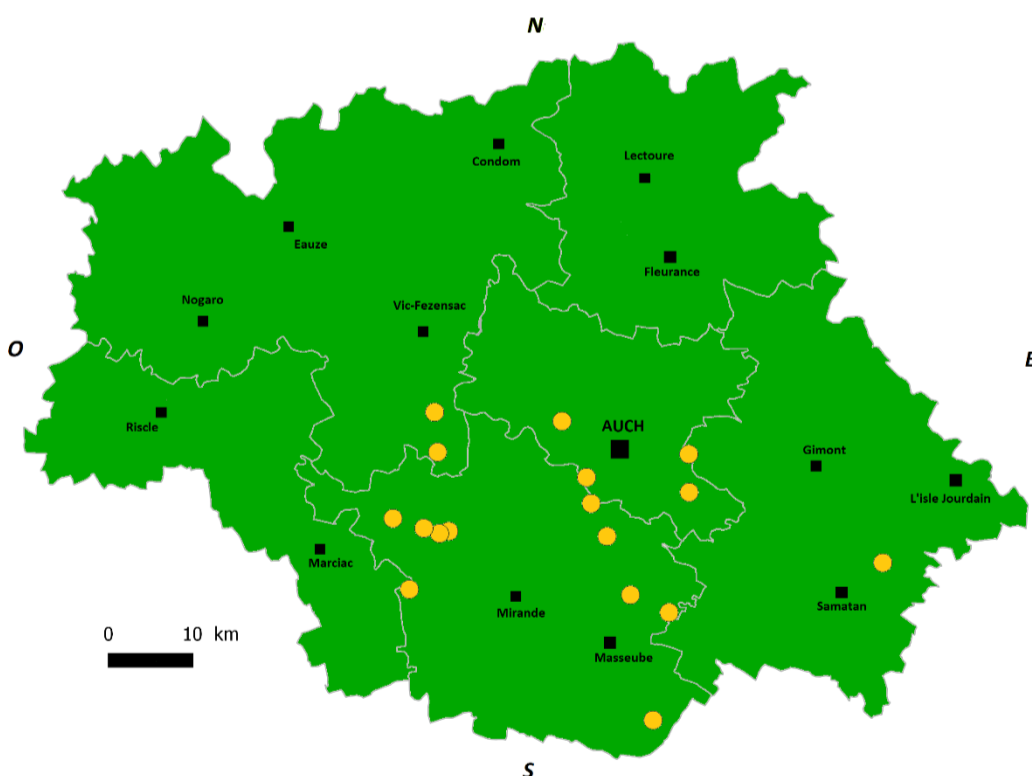 N
Condom
Lectoure
Eauze
Fleurance
Nogaro
Vic-Fezensac
O
E
Riscle
AUCH
Gimont
L'isle Jourdain
Marciac
Mirande
Samatan
0 10 km
Masseube
S